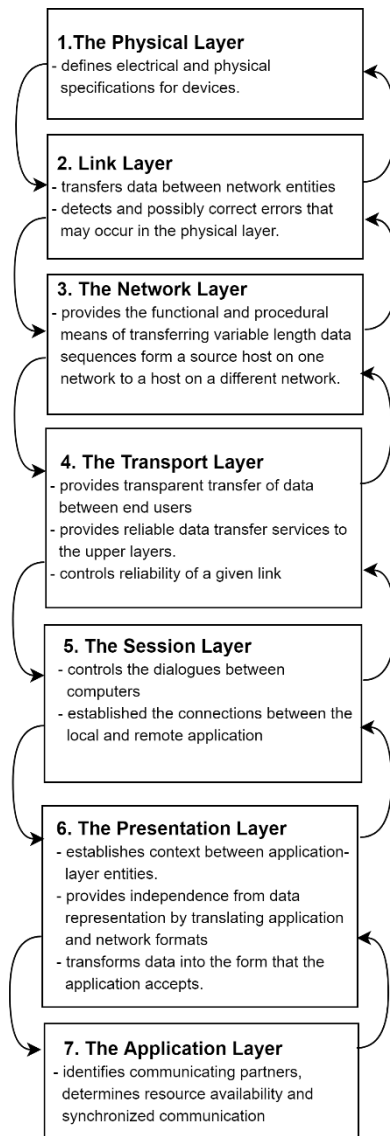 1.The Physical Layer
- defines electrical and physical
specifications for devices.
2. Link Layer
- transfers data between network entities
- detects and possibly correct errors that
may occur in the physical layer.
3. The Network Layer
- provides the functional and procedural
means of transferring variable length data
sequences form a source host on one
network to a host on a different network.
4. The Transport Layer
- provides transparent transfer of data
between end users
- provides reliable data transfer services to
the upper layers.
- controls reliability of a given link
5. The Session Layer
- controls the dialogues between
computers
- established the connections between the
local and remote application
6. The Presentation Layer
- establishes context between application-
layer entities.
- provides independence from data
representation by translating application
and network formats
- transforms data into the form that the
application accepts.
7. The Application Layer
- identifies communicating partners,
determines resource availability and
synchronized communication